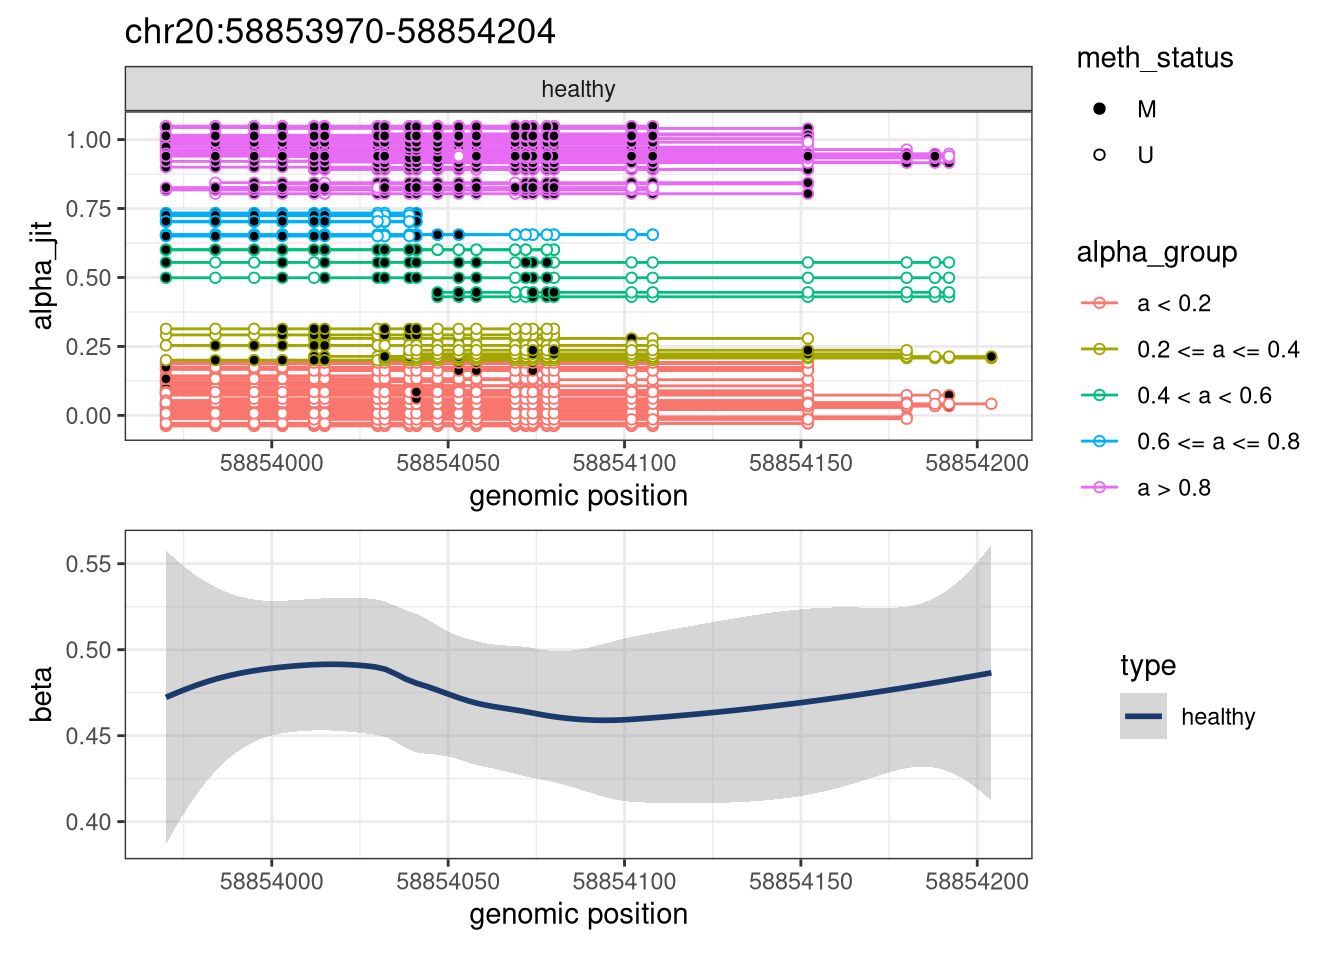 chr20:58853970-58854204
healthy
1.00
0.75
0.50
0.25
0.00
alpha_jit
58854000 58854050 58854100 58854150 58854200
genomic position
meth_status
M
U
alpha_group
a < 0.2
0.2 <= a <= 0.4
0.4 < a < 0.6
0.6 <= a <= 0.8
a > 0.8
0.55
0.50
0.45
0.40
beta
58854000 58854050 58854100 58854150 58854200
genomic position
type
healthy